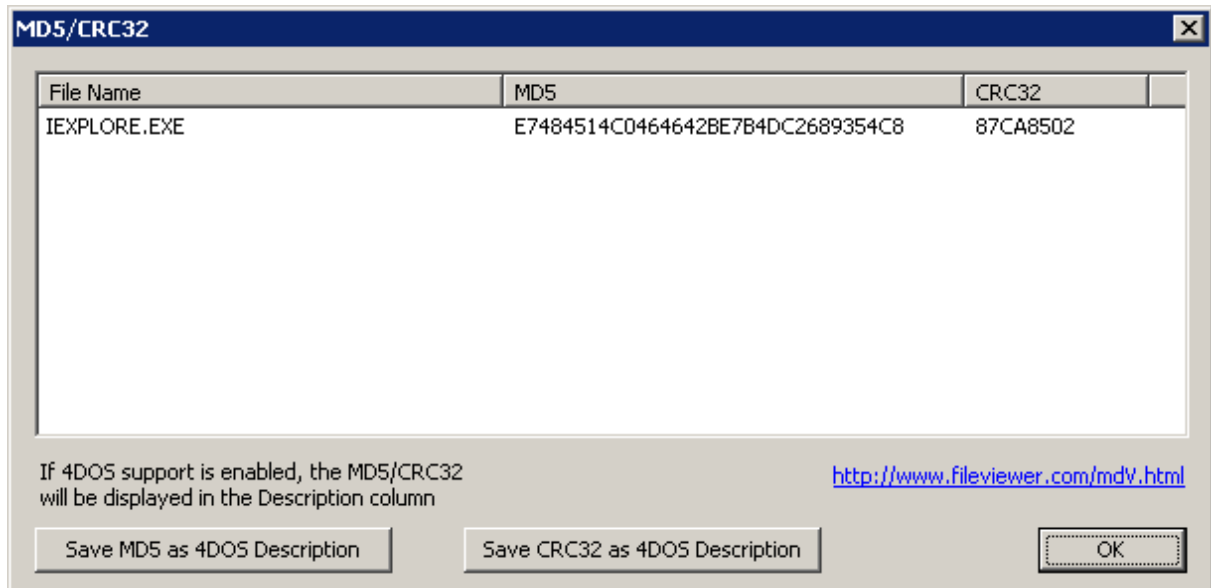 MD5/CRC32
File Name MD5 CRC32
IEXPLORE.EXE E7484514C0464642BE7B4DC2689354C8 87CA8502
If 4DOS support is enabled, the MD5/CRC32
will be displayed in the Description column
http://www.fileviewer.com/mdV.html
Save MD5 as 4DOS Description Save CRC32 as 4DOS Description OK